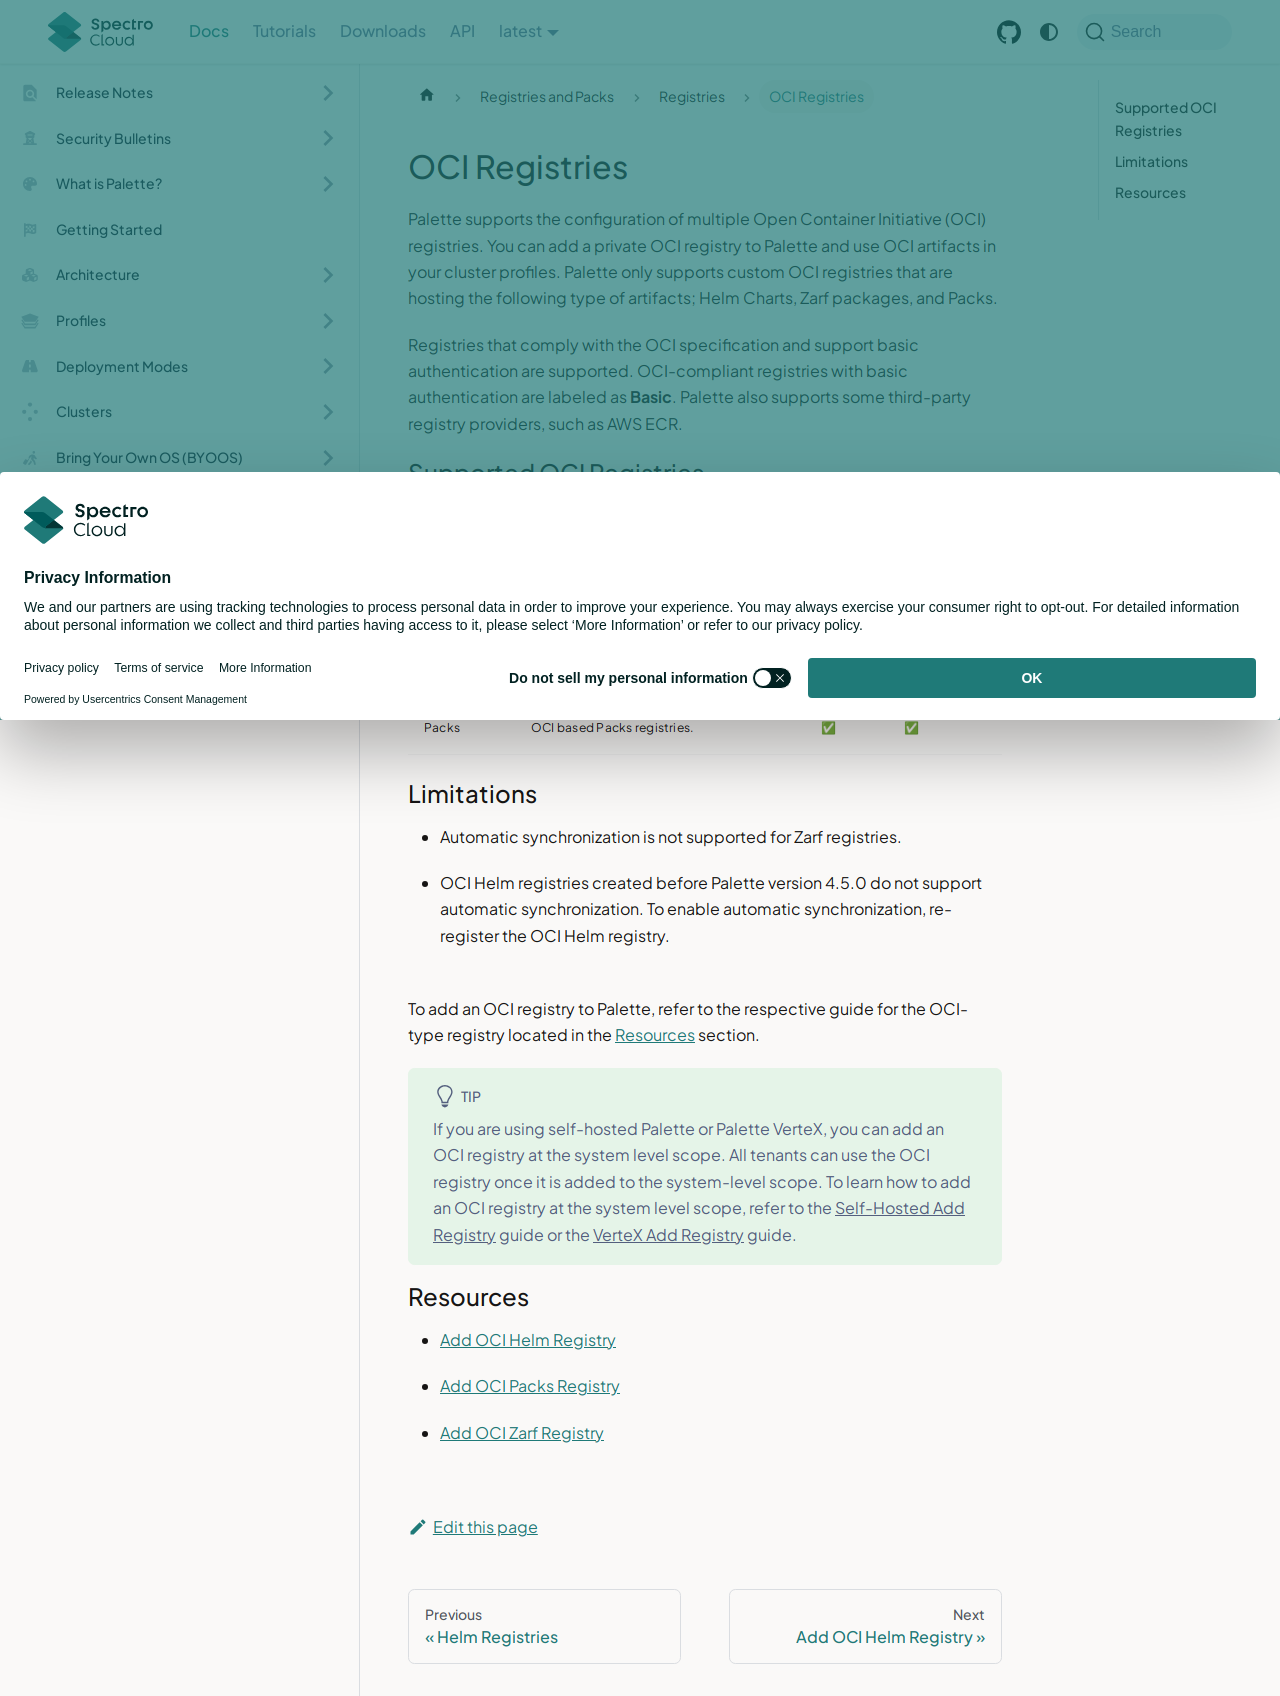 Spectro Cloud
Docs
Tutorials
Downloads
API
latest
Search
Release Notes
Security Bulletins
What is Palette?
Getting Started
Architecture
Profiles
Deployment Modes
Clusters
Bring Your Own OS (BYOOS)
Registries and Packs
Registries
OCI Registries
Supported OCI
Registries
Limitations
Resources
OCI Registries
Palette supports the configuration of multiple Open Container Initiative (OCI)
registries. You can add a private OCI registry to Palette and use OCI artifacts in
your cluster profiles. Palette only supports custom OCI registries that are
hosting the following type of artifacts; Helm Charts, Zarf packages, and Packs.
Registries that comply with the OCI specification and support basic
authentication are supported. OCI-compliant registries with basic
authentication are labeled as Basic. Palette also supports some third-party
registry providers, such as AWS ECR.
Supported OCI Registries
Spectro
Cloud
Privacy Information
We and our partners are using tracking technologies to process personal data in order to improve your experience. You may always exercise your consumer right to opt-out. For detailed information
about personal information we collect and third parties having access to it, please select ‘More Information’ or refer to our privacy policy.
Privacy policy
Terms of service
More Information
Do not sell my personal information
OK
Powered by Usercentrics Consent Management
Packs OCI based Packs registries. ✅ ✅
Limitations
Automatic synchronization is not supported for Zarf registries.
OCI Helm registries created before Palette version 4.5.0 do not support
automatic synchronization. To enable automatic synchronization, re-
register the OCI Helm registry.
To add an OCI registry to Palette, refer to the respective guide for the OCI-
type registry located in the Resources section.
TIP
If you are using self-hosted Palette or Palette VerteX, you can add an
OCI registry at the system level scope. All tenants can use the OCI
registry once it is added to the system-level scope. To learn how to add
an OCI registry at the system level scope, refer to the Self-Hosted Add
Registry guide or the VerteX Add Registry guide.
Resources
Add OCI Helm Registry
Add OCI Packs Registry
Add OCI Zarf Registry
Edit this page
Previous
« Helm Registries
Next
Add OCI Helm Registry »